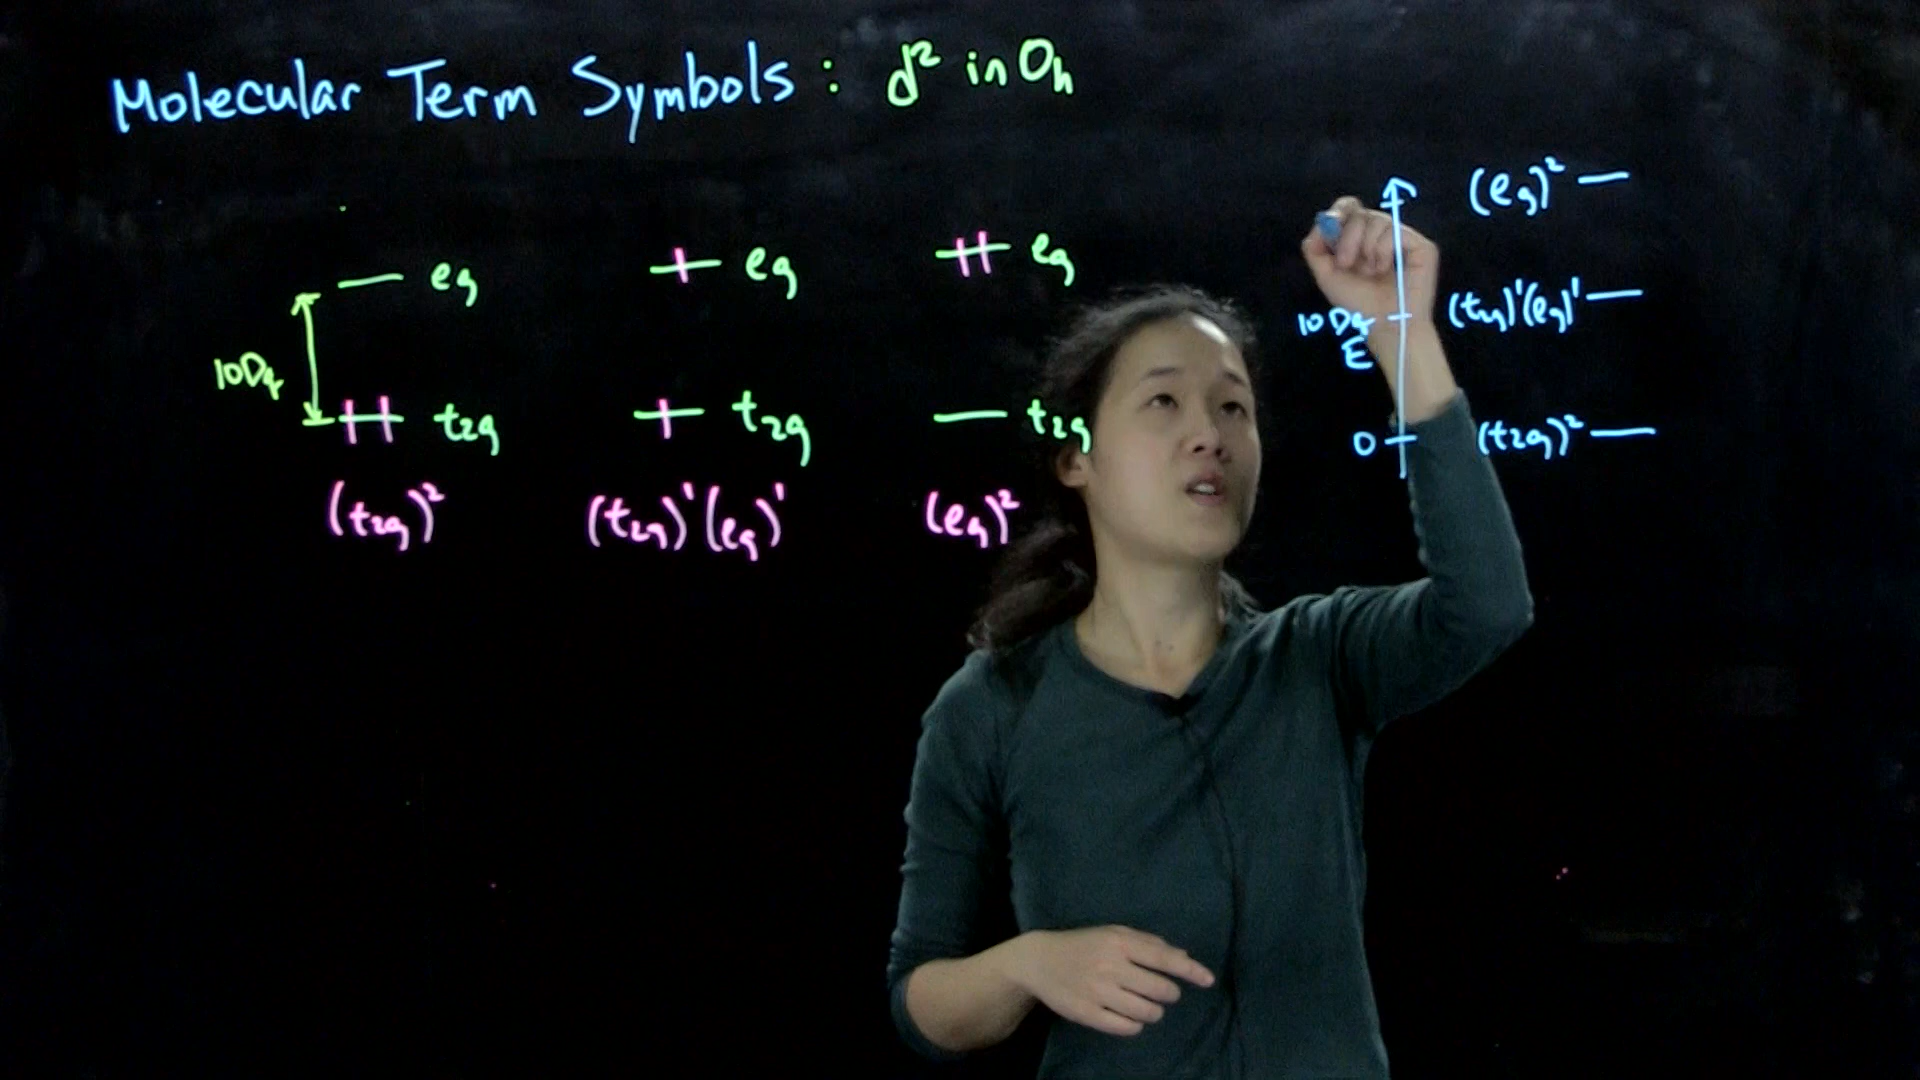 Molecular Term Symbols : d² in Oh
eg
10Dq
t2g
(t2g)²
eg
t2g
(t2g)¹(eg)¹
eg
t2g
(eg)²
(eg)²
10Dq
(t2g)¹(eg)¹
E
0
(t2g)²